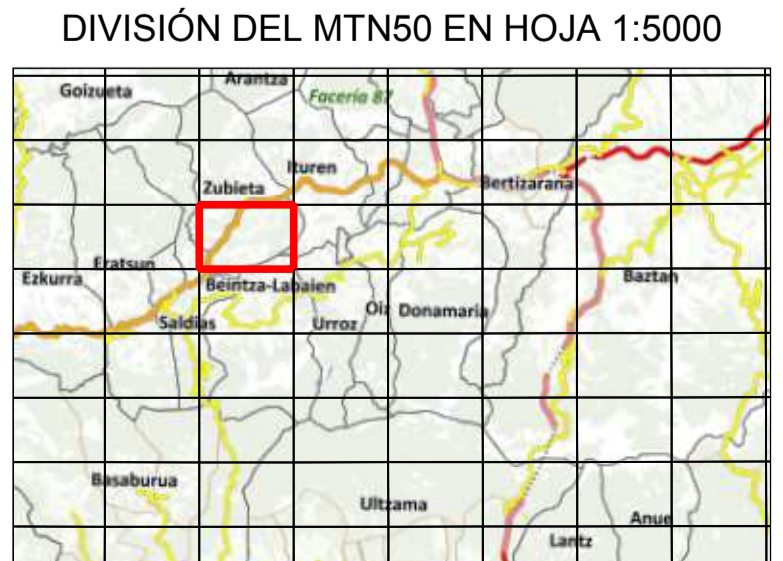 DIVISIÓN DEL MTN50 EN HOJA 1:5000
Arantza
Goizueta
Facería 87
Ituren
Zubieta
Bertizarana
Eratsun
Ezkurra
Baztan
Beintza-Labaien
Oiz
Donamaria
Saldias
Urroz
Basaburua
Ultzama
Anue
Lantz